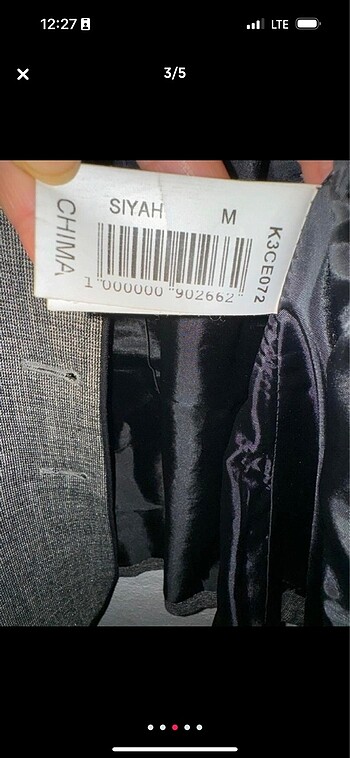 12:27
LTE
3/5
SIYAH
M
CHIMA
K3CE072
1 000000 902662